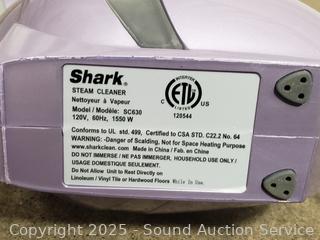 Shark®
STEAM CLEANER
Nettoyeur à Vapeur
Model / Modèle: SC630
120V, 60Hz, 1550 W
INTERTEK
C ETL US
LISTED
120544
Conforms to UL std. 499, Certified to CSA STD. C22.2 No. 64
WARNING: -Danger of Scalding, Not for Space Heating Purpose
www.sharkclean.com Made in China / Fab. en China
DO NOT IMMERSE / NE PAS IMMERGER, HOUSEHOLD USE ONLY /
USAGE DOMESTIQUE SEULEMENT.
DO NOT Allow Unit to Rest Directly on
Linoleum / Vinyl Tile or Hardwood Floors While In Use.
Copyright 2025 - Sound Auction Service